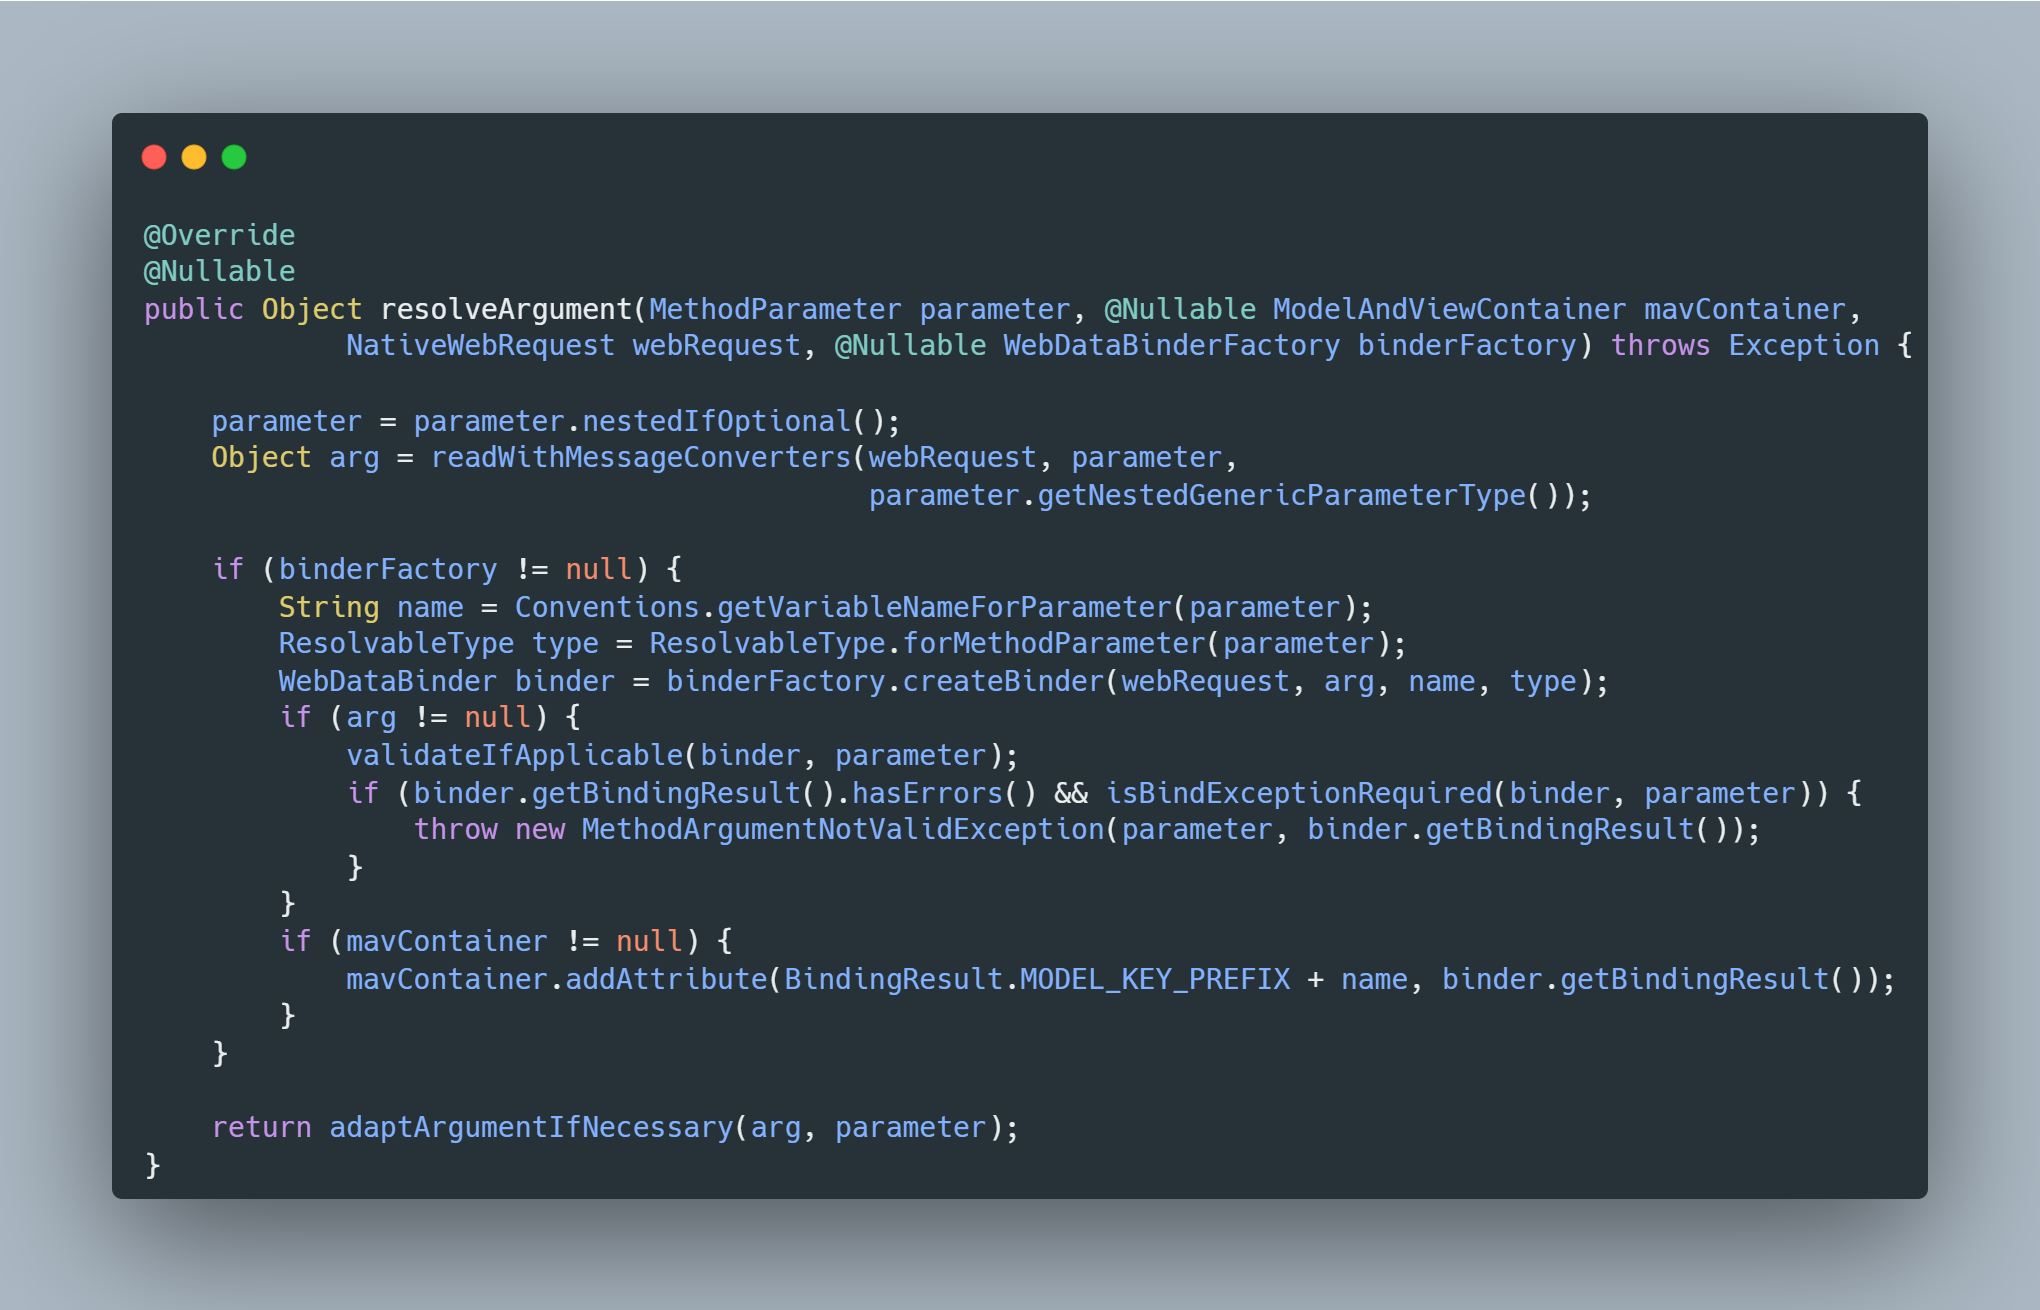 @Override
@Nullable
public Object resolveArgument(MethodParameter parameter, @Nullable ModelAndViewContainer mavContainer,
            NativeWebRequest webRequest, @Nullable WebDataBinderFactory binderFactory) throws Exception {

    parameter = parameter.nestedIfOptional();
    Object arg = readWithMessageConverters(webRequest, parameter,
                                           parameter.getNestedGenericParameterType());

    if (binderFactory != null) {
        String name = Conventions.getVariableNameForParameter(parameter);
        ResolvableType type = ResolvableType.forMethodParameter(parameter);
        WebDataBinder binder = binderFactory.createBinder(webRequest, arg, name, type);
        if (arg != null) {
            validateIfApplicable(binder, parameter);
            if (binder.getBindingResult().hasErrors() && isBindExceptionRequired(binder, parameter)) {
                throw new MethodArgumentNotValidException(parameter, binder.getBindingResult());
            }
        }
        if (mavContainer != null) {
            mavContainer.addAttribute(BindingResult.MODEL_KEY_PREFIX + name, binder.getBindingResult());
        }
    }

    return adaptArgumentIfNecessary(arg, parameter);
}